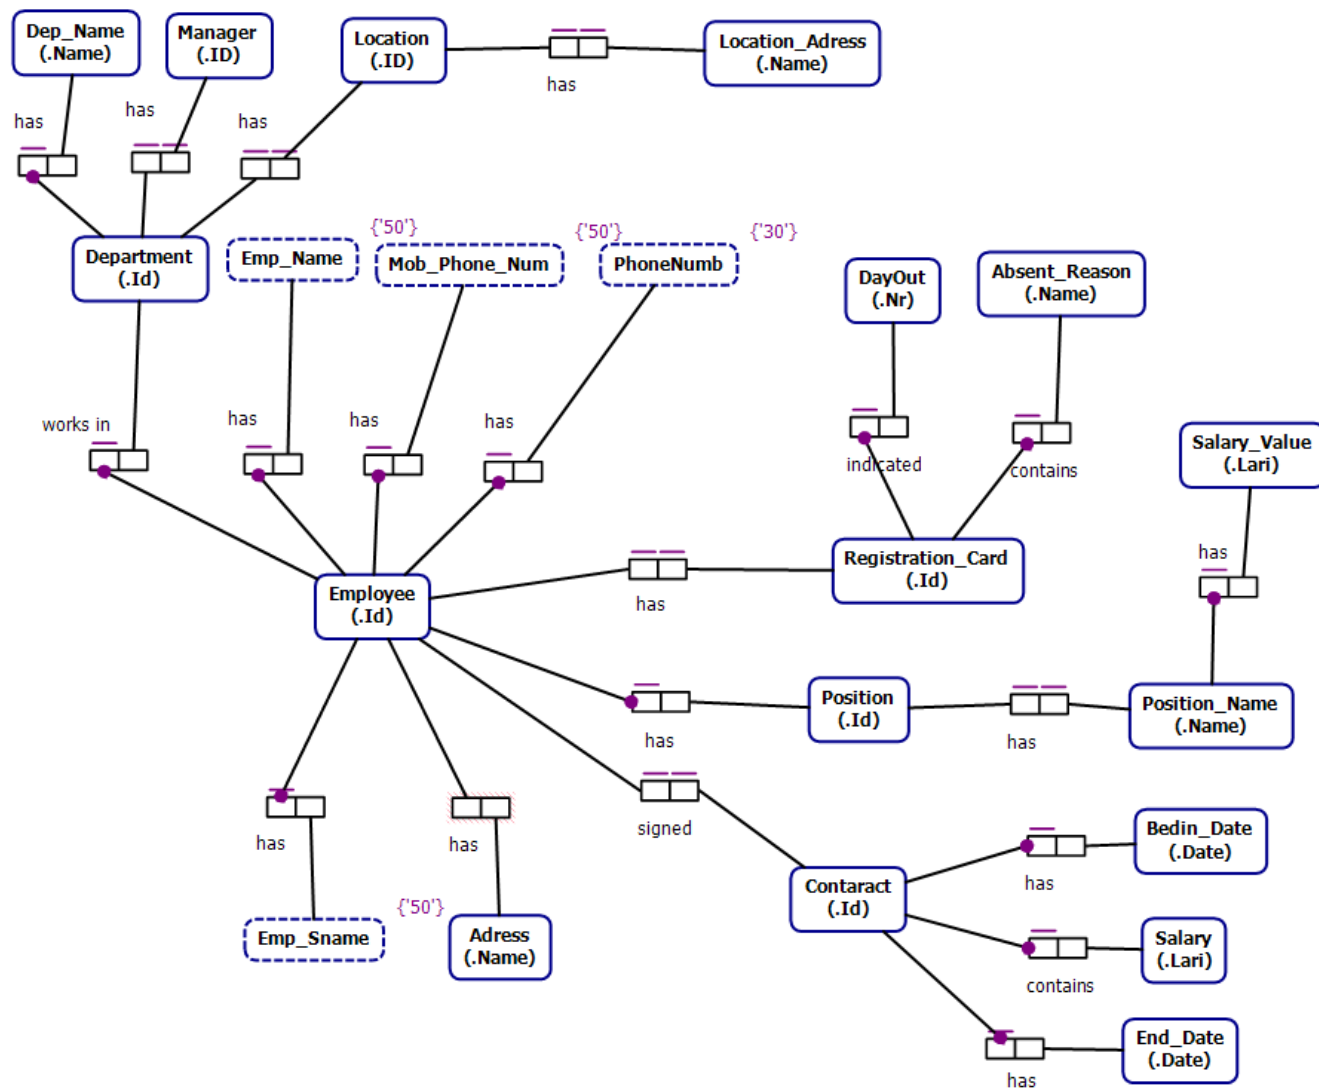 Dep_Name
(.Name)
Manager
(.ID)
Location
(.ID)
Location_Adress
(.Name)
has
has
has
has
Department
(.Id)
Emp_Name
{'50'}
Mob_Phone_Num
{'50'}
PhoneNumb
{'30'}
DayOut
(.Nr)
Absent_Reason
(.Name)
works in
has
has
has
indicated
contains
Salary_Value
(.Lari)
has
Employee
(.Id)
has
Registration_Card
(.Id)
has
Position
(.Id)
has
Position_Name
(.Name)
has
has
signed
Contaract
(.Id)
has
Bedin_Date
(.Date)
Emp_Sname
{'50'}
Adress
(.Name)
contains
Salary
(.Lari)
has
End_Date
(.Date)